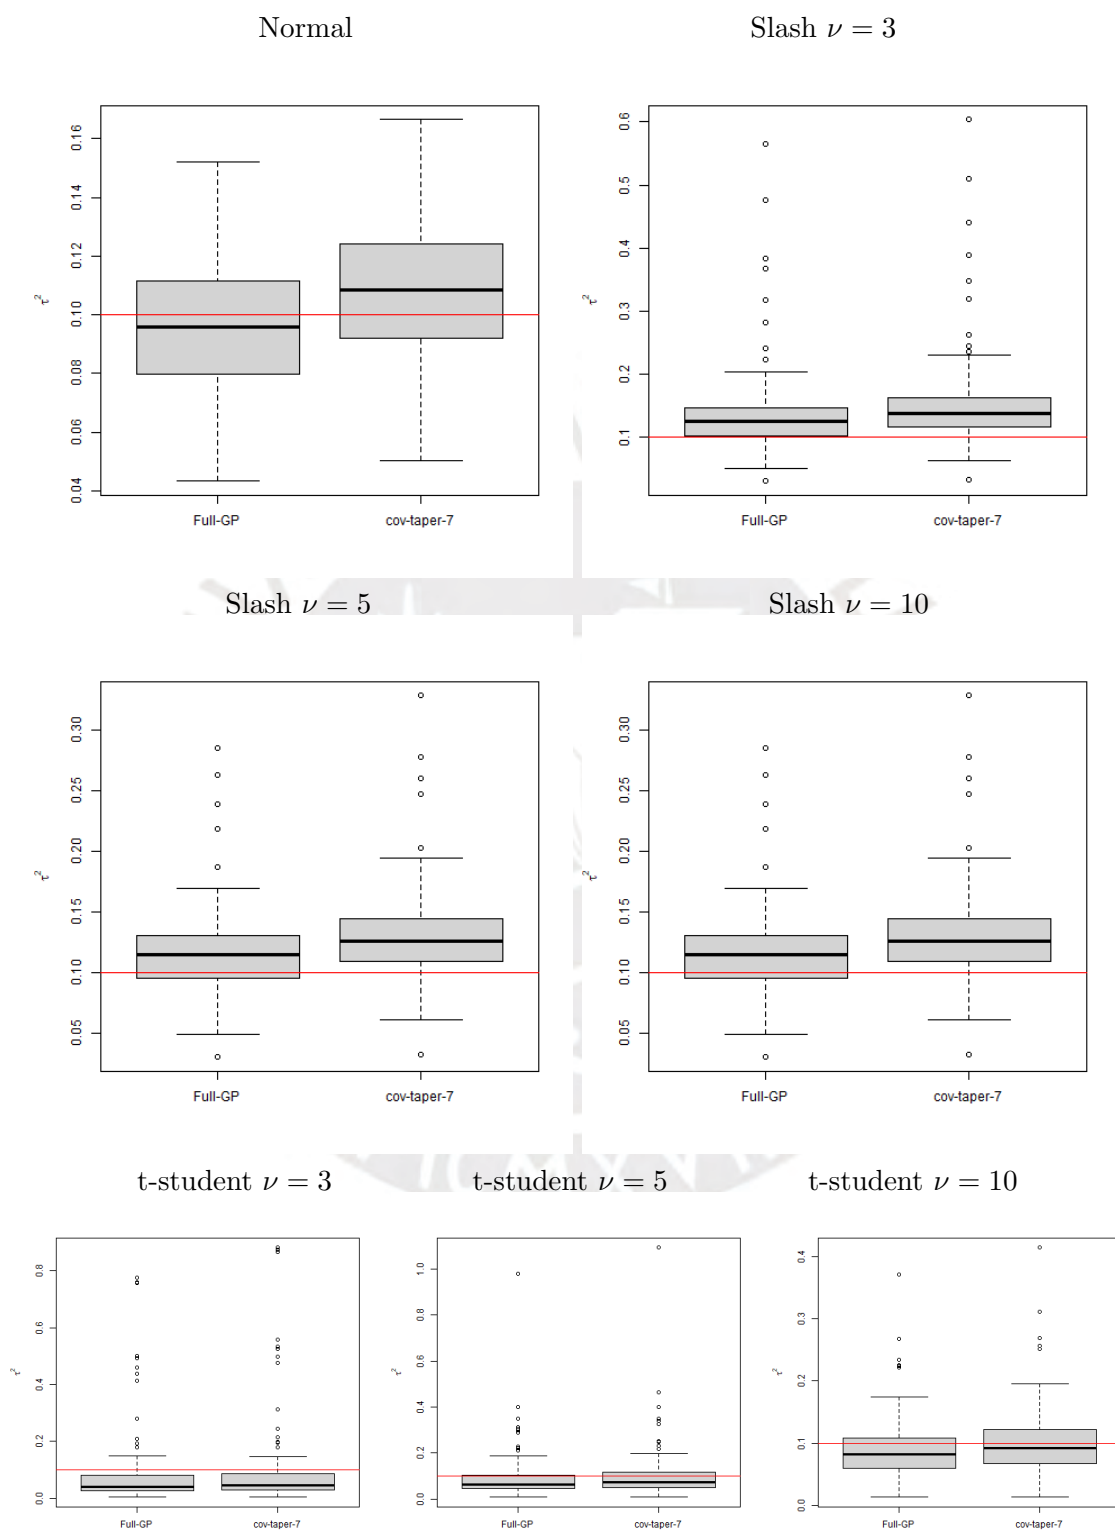 Normal
Slash ν = 3
τ²
0.04 0.06 0.08 0.10 0.12 0.14 0.16
Full-GP cov-taper-7
0.1 0.2 0.3 0.4 0.5 0.6
Full-GP cov-taper-7
Slash ν = 5
Slash ν = 10
τ²
0.05 0.10 0.15 0.20 0.25 0.30
Full-GP cov-taper-7
τ²
0.05 0.10 0.15 0.20 0.25 0.30
Full-GP cov-taper-7
t-student ν = 3
t-student ν = 5
t-student ν = 10
τ²
0.0 0.2 0.4 0.6 0.8
Full-GP cov-taper-7
τ²
0.0 0.2 0.4 0.6 0.8 1.0
Full-GP cov-taper-7
τ²
0.0 0.1 0.2 0.3 0.4
Full-GP cov-taper-7